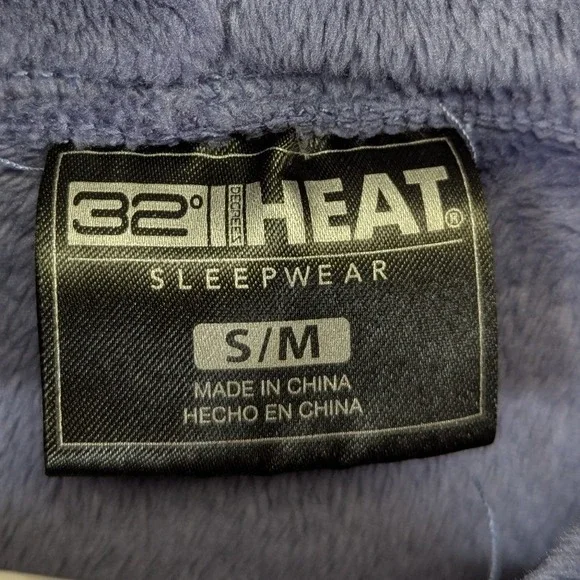 32° DEGREES HEAT®
SLEEPWEAR
S/M
MADE IN CHINA
HECHO EN CHINA